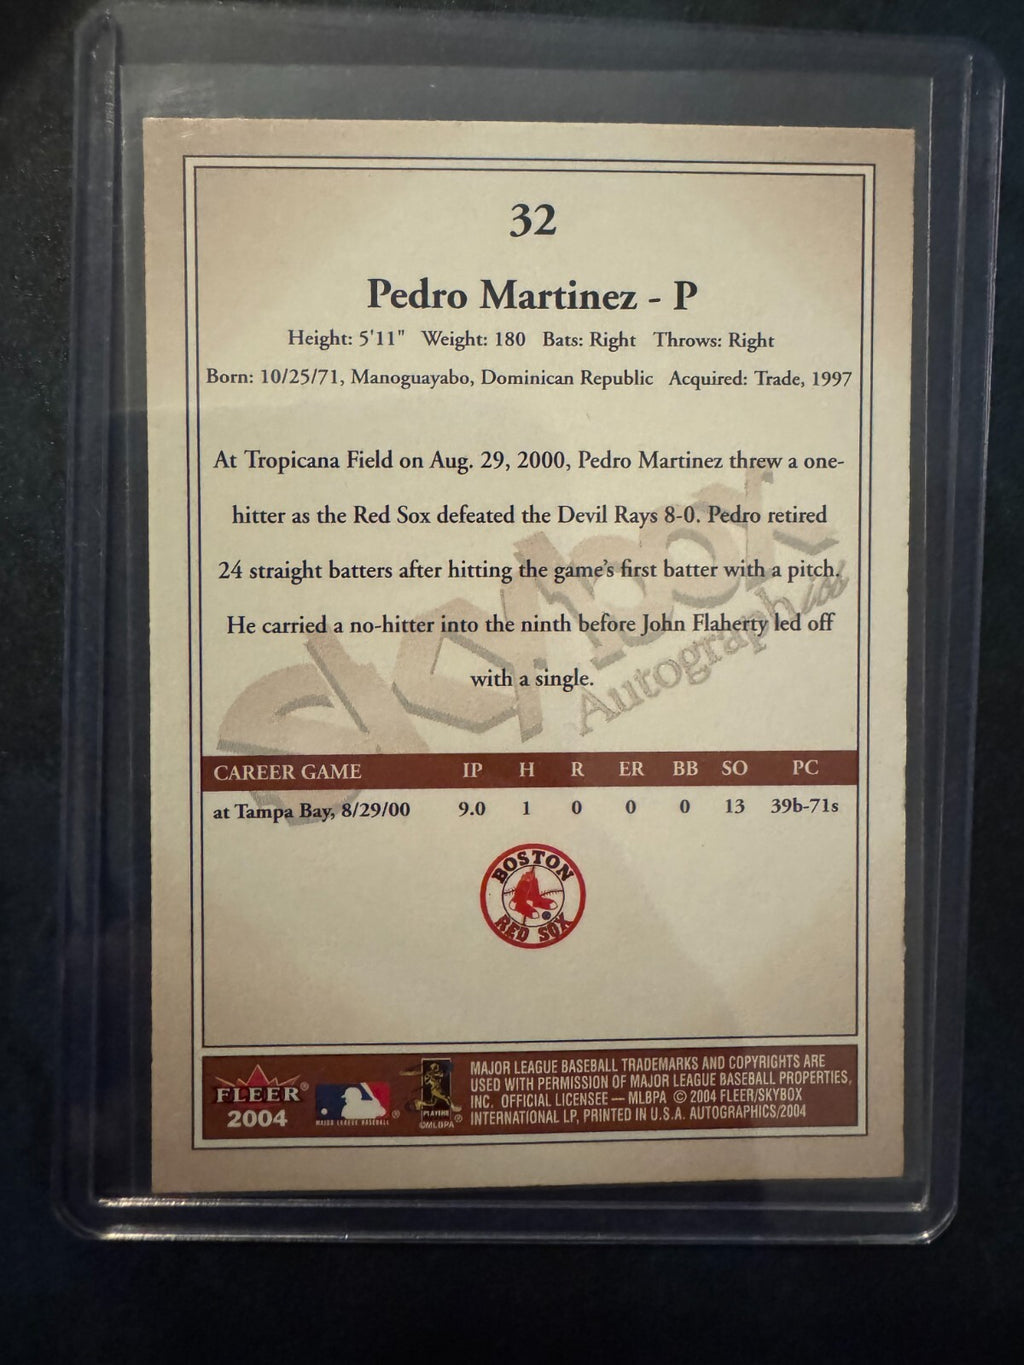 32
Pedro Martinez - P
Height: 5'11" Weight: 180 Bats: Right Throws: Right
Born: 10/25/71, Manoguayabo, Dominican Republic Acquired: Trade, 1997
At Tropicana Field on Aug. 29, 2000, Pedro Martinez threw a one-
hitter as the Red Sox defeated the Devil Rays 8-0. Pedro retired
24 straight batters after hitting the game's first batter with a pitch.
He carried a no-hitter into the ninth before John Flaherty led off
with a single.
Skybox
Autographics
CAREER GAME IP H R ER BB SO PC
at Tampa Bay, 8/29/00 9.0 1 0 0 0 13 39b-71s
BOSTON
RED SOX
FLEER®
2004
MAJOR LEAGUE BASEBALL
®
PLAYERS
©MLBPA®
MAJOR LEAGUE BASEBALL TRADEMARKS AND COPYRIGHTS ARE
USED WITH PERMISSION OF MAJOR LEAGUE BASEBALL PROPERTIES,
INC. OFFICIAL LICENSEE — MLBPA © 2004 FLEER/SKYBOX
INTERNATIONAL LP, PRINTED IN U.S.A. AUTOGRAPHICS/2004